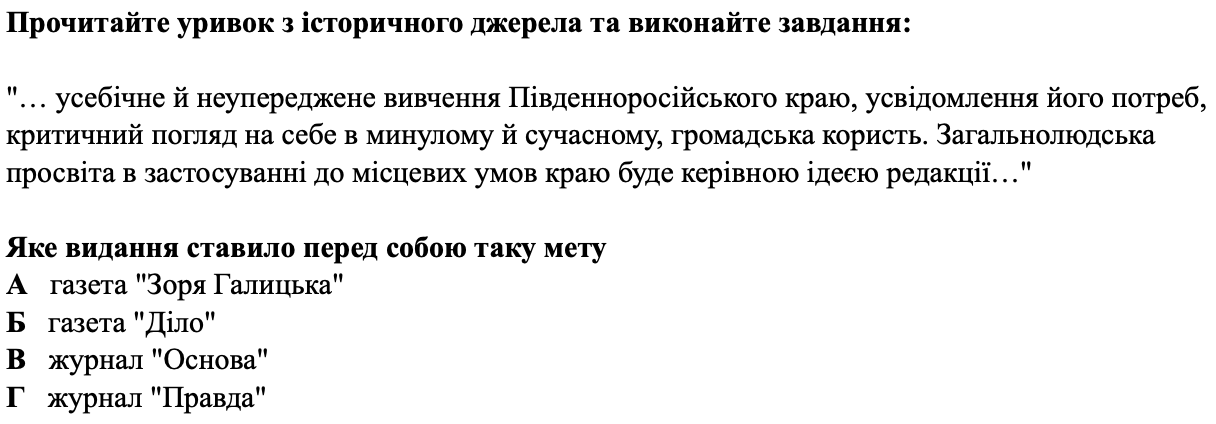 Прочитайте уривок з історичного джерела та виконайте завдання:
"… усебічне й неупереджене вивчення Південноросійського краю, усвідомлення його потреб,
критичний погляд на себе в минулому й сучасному, громадська користь. Загальнолюдська
просвіта в застосуванні до місцевих умов краю буде керівною ідеєю редакції…"
Яке видання ставило перед собою таку мету
А газета "Зоря Галицька"
Б газета "Діло"
В журнал "Основа"
Г журнал "Правда"